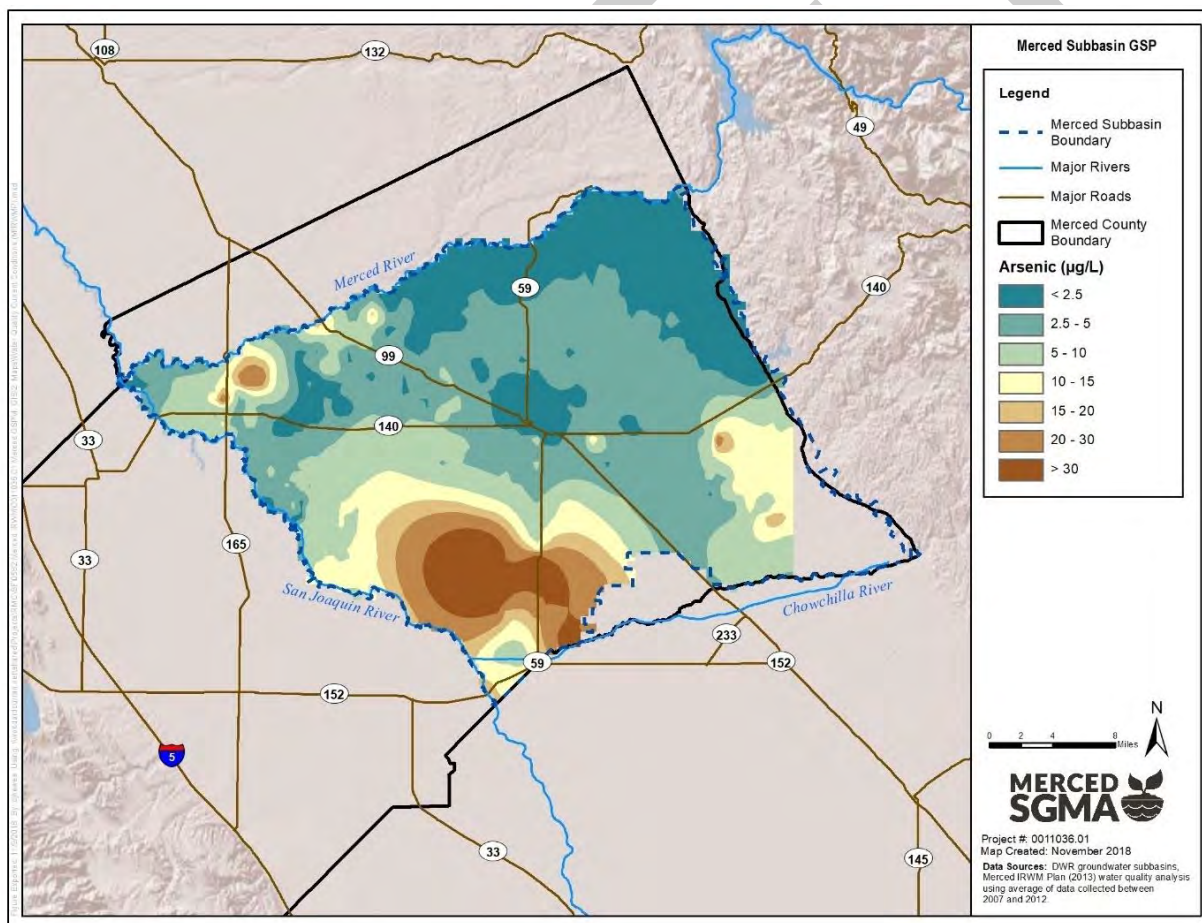 Merced Subbasin GSP
Legend
Merced Subbasin
Boundary
Major Rivers
Major Roads
Merced County
Boundary
Arsenic (µg/L)
< 2.5
2.5 - 5
5 - 10
10 - 15
15 - 20
20 - 30
> 30
108
132
49
Merced River
59
140
99
140
33
165
33
San Joaquin River
Chowchilla River
233
59
152
152
5
33
145
N
0 2 4 8
Miles
MERCED
SGMA
Project #: 0011036.01
Map Created: November 2018
Data Sources: DWR groundwater subbasins,
Merced IRWM Plan (2013) water quality analysis
using average of data collected between
2007 and 2012.